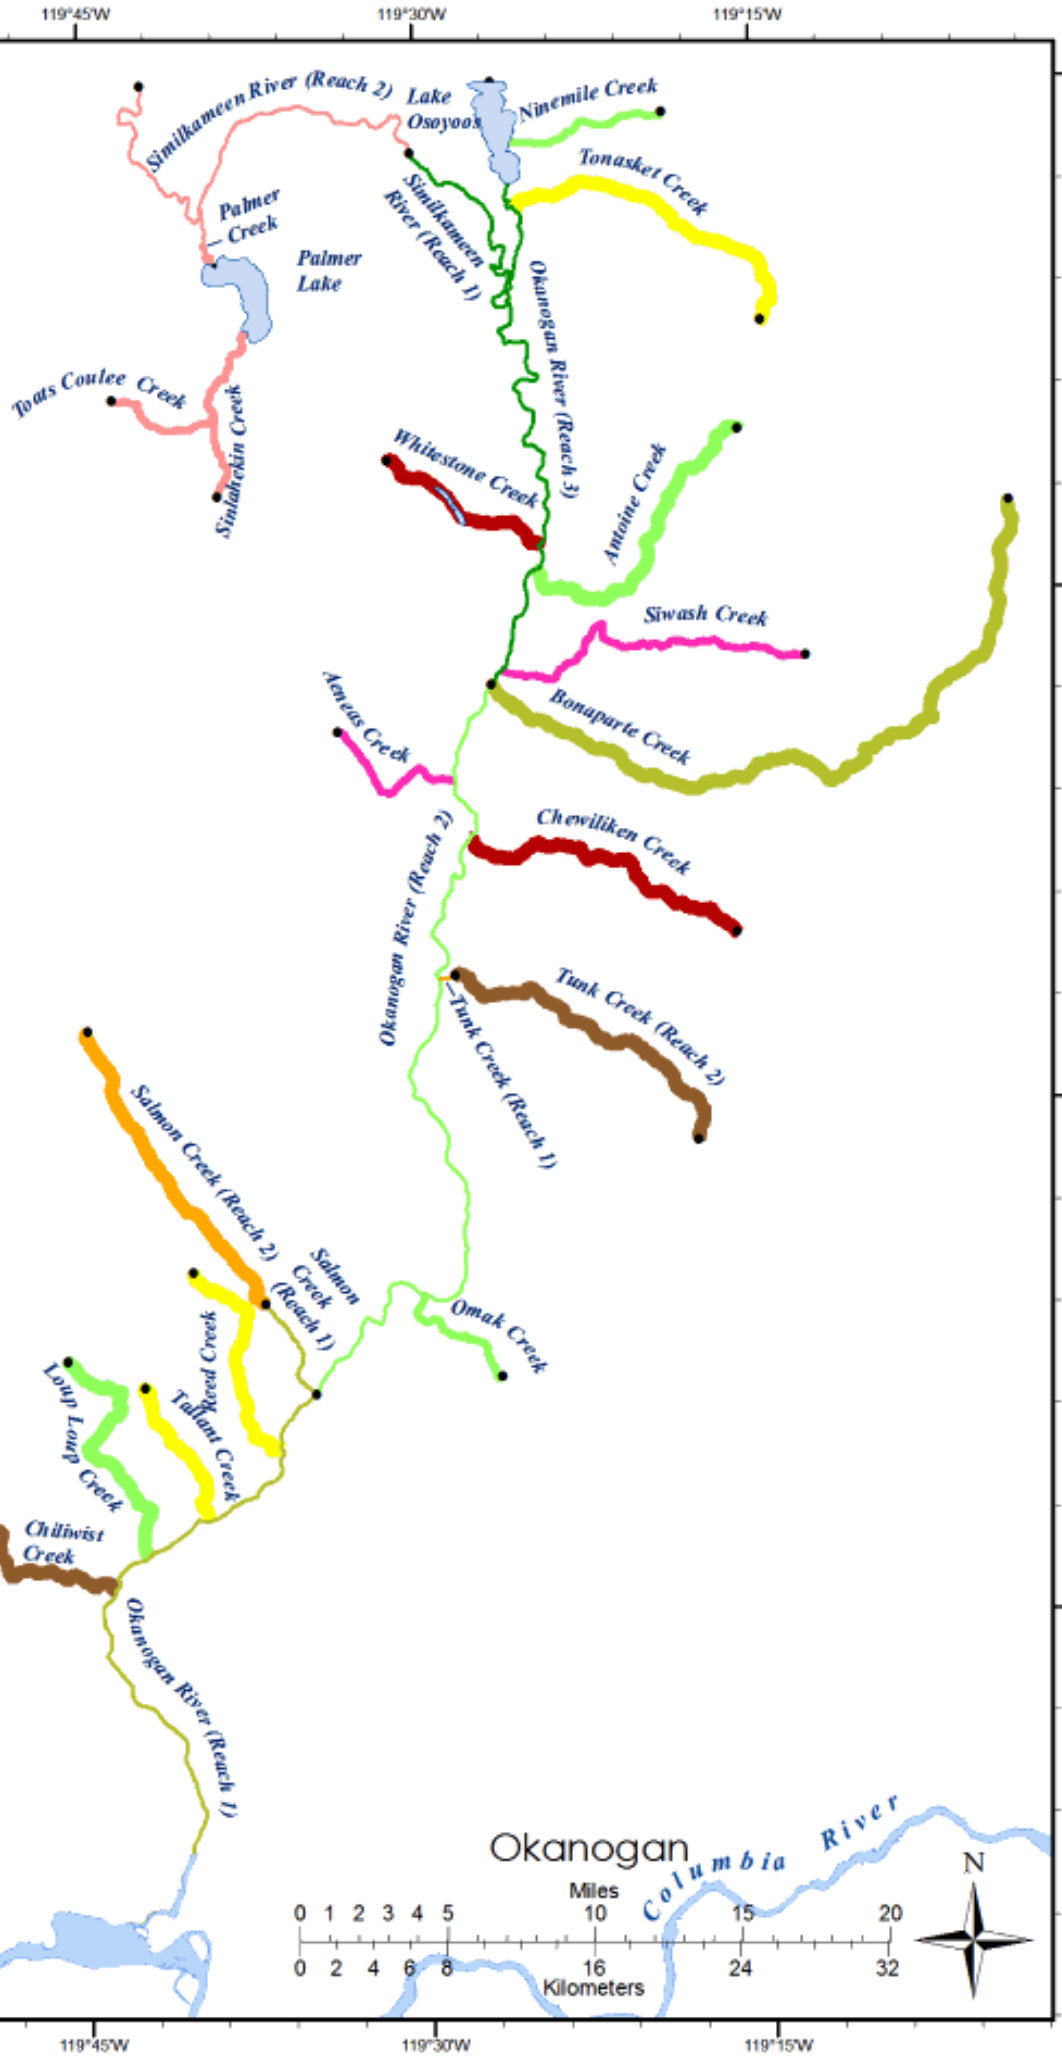 119°45'W 119°30'W 119°15'W
Similkameen River (Reach 2)
Lake
Osoyoos
Ninemile Creek
Tonasket Creek
Similkameen
River (Reach 1)
Palmer
Creek
Palmer
Lake
Okanogan River (Reach 3)
Toats Coulee Creek
Sinlahekin Creek
Whitestone Creek
Antoine Creek
Siwash Creek
Aeneas Creek
Bonaparte Creek
Chewiliken Creek
Okanogan River (Reach 2)
Tunk Creek (Reach 2)
Tunk Creek (Reach 1)
Salmon Creek (Reach 2)
Salmon
Creek
(Reach 1)
Omak Creek
Reed Creek
Loup Loup Creek
Tallant Creek
Chiliwist
Creek
Okanogan River (Reach 1)
Columbia River
Okanogan
Miles
0 1 2 3 4 5 10 15 20
0 2 4 6 8 16 24 32
Kilometers
N
119°45'W 119°30'W 119°15'W